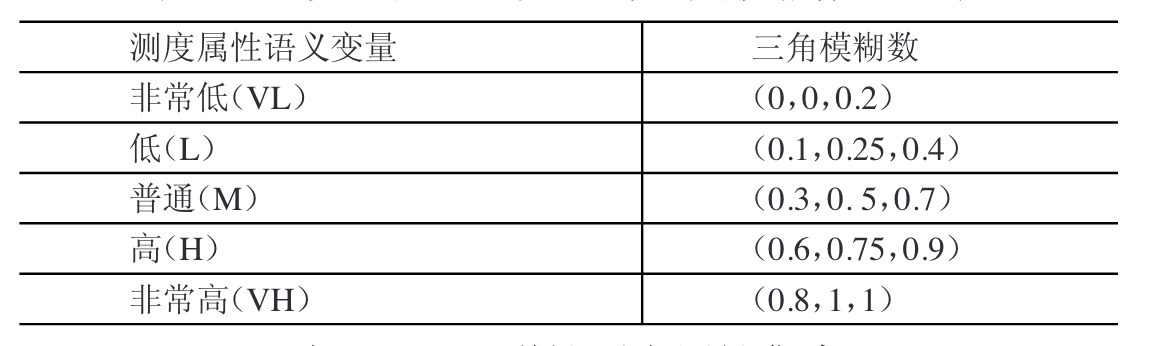 测度属性语义变量 三角模糊数
非常低(VL) (0,0,0.2)
低(L) (0.1,0.25,0.4)
普通(M) (0.3,0. 5,0.7)
高(H) (0.6,0.75,0.9)
非常高(VH) (0.8,1,1)